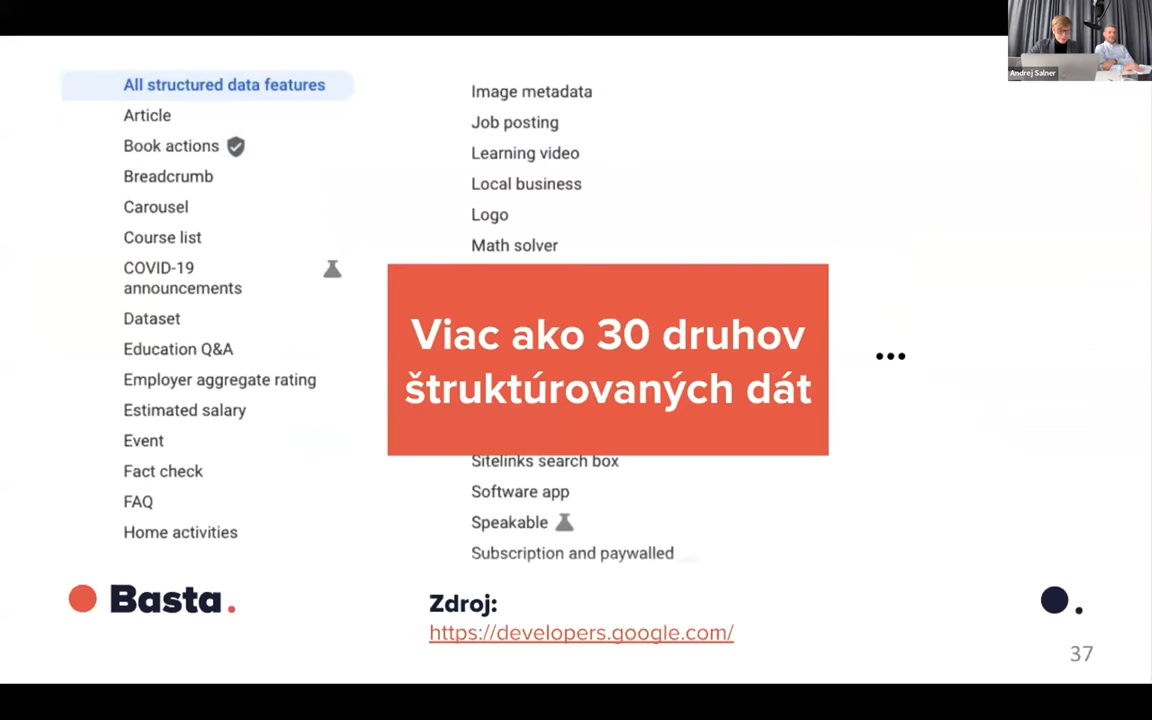 Andrej Salner
All structured data features
Article
Book actions
Breadcrumb
Carousel
Course list
COVID-19
announcements
Dataset
Education Q&A
Employer aggregate rating
Estimated salary
Event
Fact check
FAQ
Home activities
Image metadata
Job posting
Learning video
Local business
Logo
Math solver
Viac ako 30 druhov
štruktúrovaných dát
...
Sitelinks search box
Software app
Speakable
Subscription and paywalled
Basta.
Zdroj:
https://developers.google.com/
37